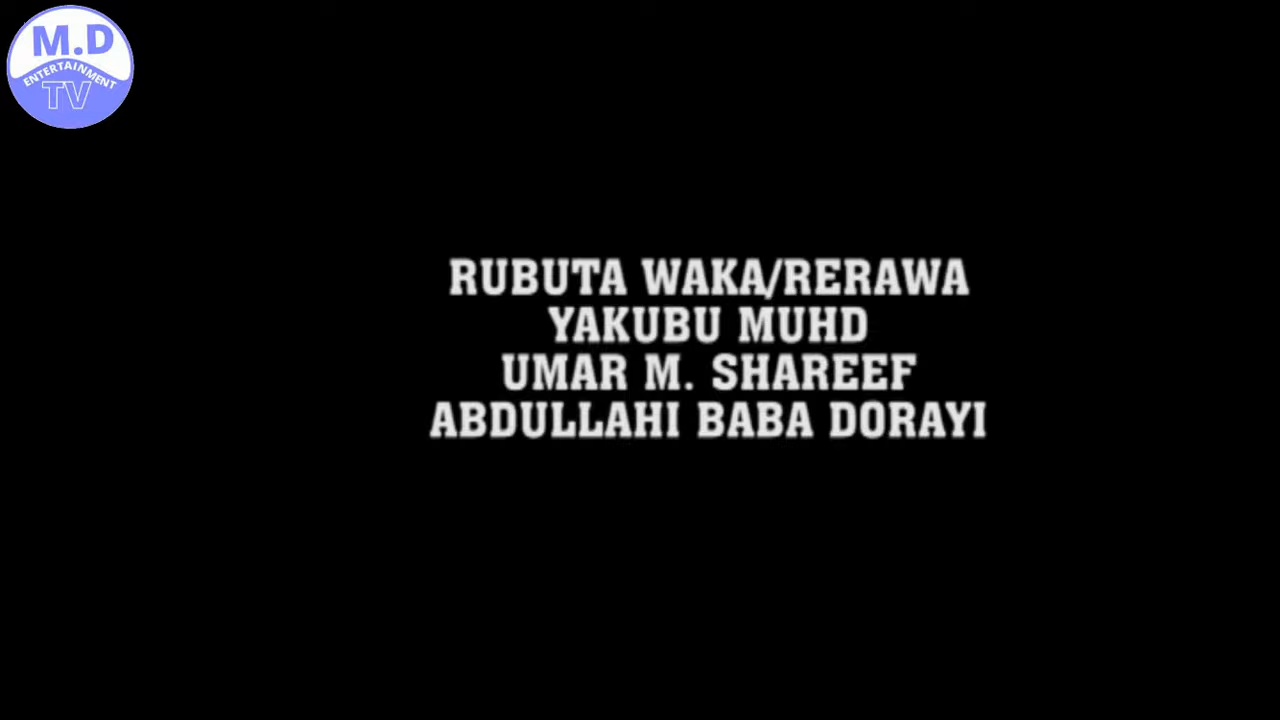 M.D
ENTERTAINMENT
TV
RUBUTA WAKA/RERAWA
YAKUBU MUHD
UMAR M. SHAREEF
ABDULLAHI BABA DORAYI